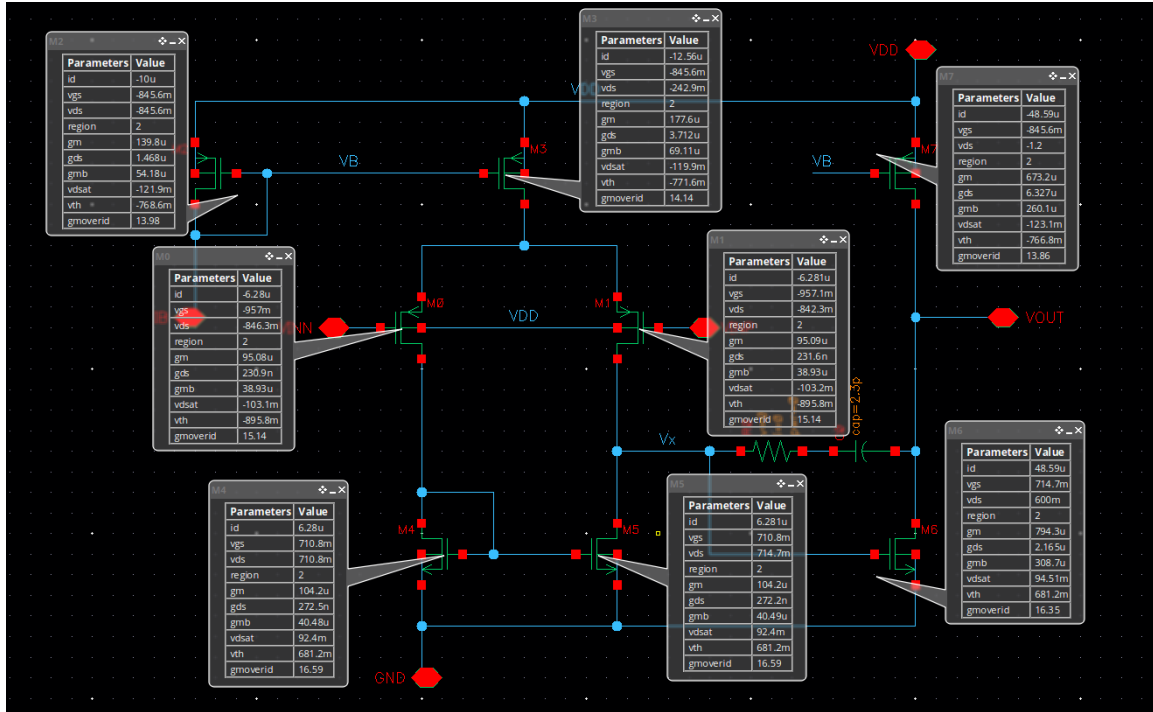 M2
Parameters Value
id -10u
vgs -845.6m
vds -845.6m
region 2
gm 139.8u
gds 1.468u
gmb 54.18u
vdsat -121.9m
vth -768.6m
gmoverid 13.98
M3
Parameters Value
id -12.56u
vgs -845.6m
vds -242.9m
region 2
gm 177.6u
gds 3.712u
gmb 69.11u
vdsat -119.9m
vth -771.6m
gmoverid 14.14
VDD
M7
Parameters Value
id -48.59u
vgs -845.6m
vds -1.2
region 2
gm 673.2u
gds 6.327u
gmb 260.1u
vdsat -123.1m
vth -766.8m
gmoverid 13.86
VB
M3
VB
M7
M0
Parameters Value
id -6.28u
vgs -957m
vds -846.3m
region 2
gm 95.08u
gds 230.9n
gmb 38.93u
vdsat -103.1m
vth -895.8m
gmoverid 15.14
M0
M1
VDD
M1
Parameters Value
id -6.281u
vgs -957.1m
vds -842.3m
region 2
gm 95.09u
gds 231.6n
gmb 38.93u
vdsat -103.2m
vth -895.8m
gmoverid 15.14
VOUT
cap=2.3p
Vx
M4
Parameters Value
id 6.28u
vgs 710.8m
vds 710.8m
region 2
gm 104.2u
gds 272.5n
gmb 40.48u
vdsat 92.4m
vth 681.2m
gmoverid 16.59
M4
M5
M5
Parameters Value
id 6.281u
vgs 710.8m
vds 714.7m
region 2
gm 104.2u
gds 272.2n
gmb 40.49u
vdsat 92.4m
vth 681.2m
gmoverid 16.59
M6
M6
Parameters Value
id 48.59u
vgs 714.7m
vds 600m
region 2
gm 794.3u
gds 2.165u
gmb 308.7u
vdsat 94.51m
vth 681.2m
gmoverid 16.35
GND